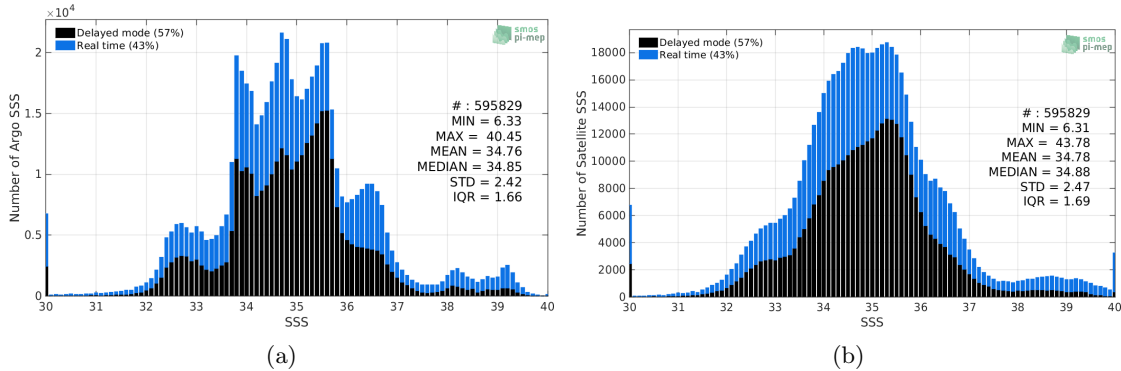 ×10⁴
Delayed mode (57%)
Real time (43%)
smos
pi-mep
# : 595829
MIN = 6.33
MAX = 40.45
MEAN = 34.76
MEDIAN = 34.85
STD = 2.42
IQR = 1.66
Number of Argo SSS
2
1.5
1
0.5
0
30 31 32 33 34 35 36 37 38 39 40
SSS
(a)
Delayed mode (57%)
Real time (43%)
smos
pi-mep
# : 595829
MIN = 6.31
MAX = 43.78
MEAN = 34.78
MEDIAN = 34.88
STD = 2.47
IQR = 1.69
Number of Satellite SSS
18000
16000
14000
12000
10000
8000
6000
4000
2000
0
30 31 32 33 34 35 36 37 38 39 40
SSS
(b)